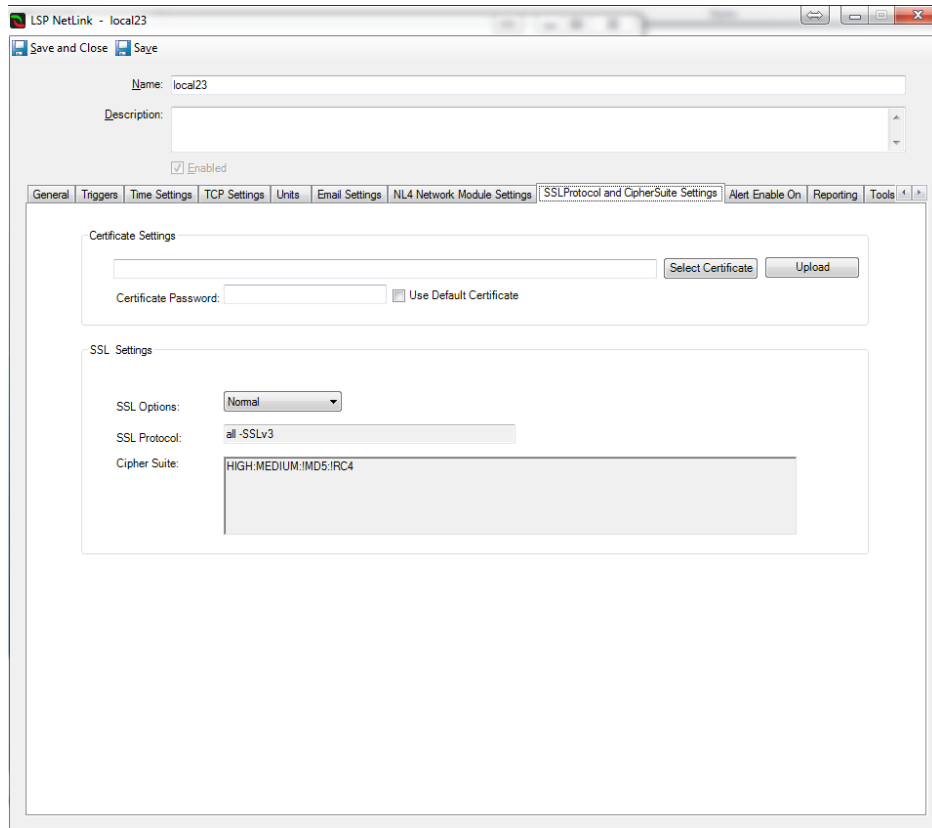 LSP NetLink - local23
Save and Close Save
Name: local23
Description:
Enabled
General Triggers Time Settings TCP Settings Units Email Settings NL4 Network Module Settings SSLProtocol and CipherSuite Settings Alert Enable On Reporting Tools
Certificate Settings
Select Certificate Upload
Certificate Password: Use Default Certificate
SSL Settings
SSL Options: Normal
SSL Protocol: all -SSLv3
Cipher Suite: HIGH:MEDIUM:!MD5:!RC4